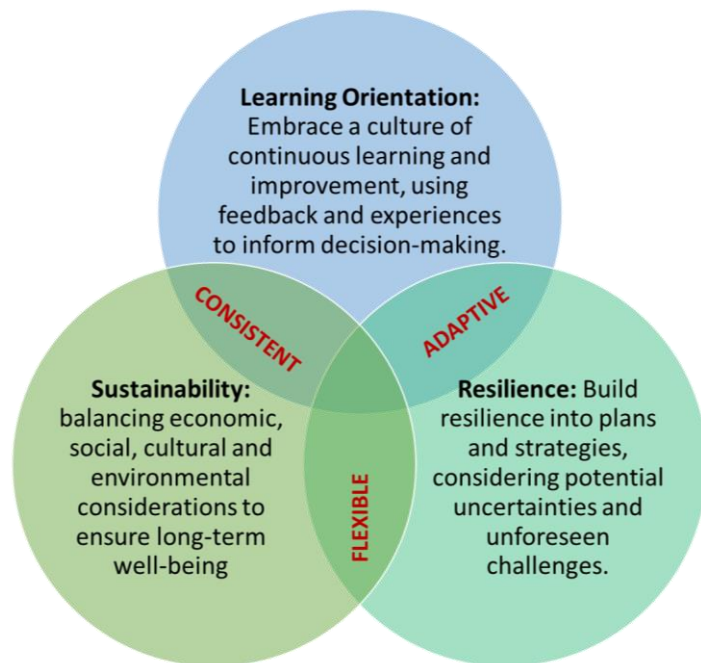 Learning Orientation:
Embrace a culture of
continuous learning and
improvement, using
feedback and experiences
to inform decision-making.
CONSISTENT
ADAPTIVE
Sustainability:
balancing economic,
social, cultural and
environmental
considerations to
ensure long-term
well-being
FLEXIBLE
Resilience: Build
resilience into plans
and strategies,
considering potential
uncertainties and
unforeseen
challenges.